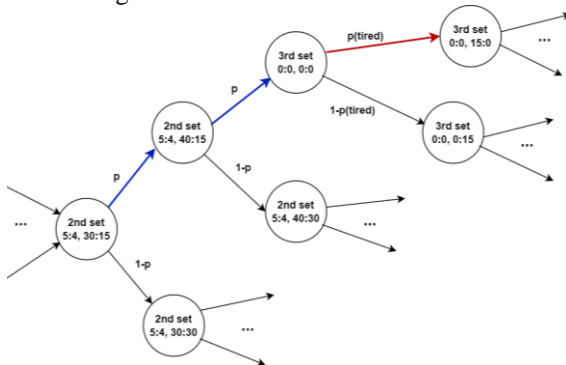 p(tired)
3rd set
0:0, 15:0
...
3rd set
0:0, 0:0
p
1-p(tired)
3rd set
0:0, 0:15
...
2nd set
5:4, 40:15
p
1-p
2nd set
5:4, 40:30
...
...
2nd set
5:4, 30:15
1-p
2nd set
5:4, 30:30
...